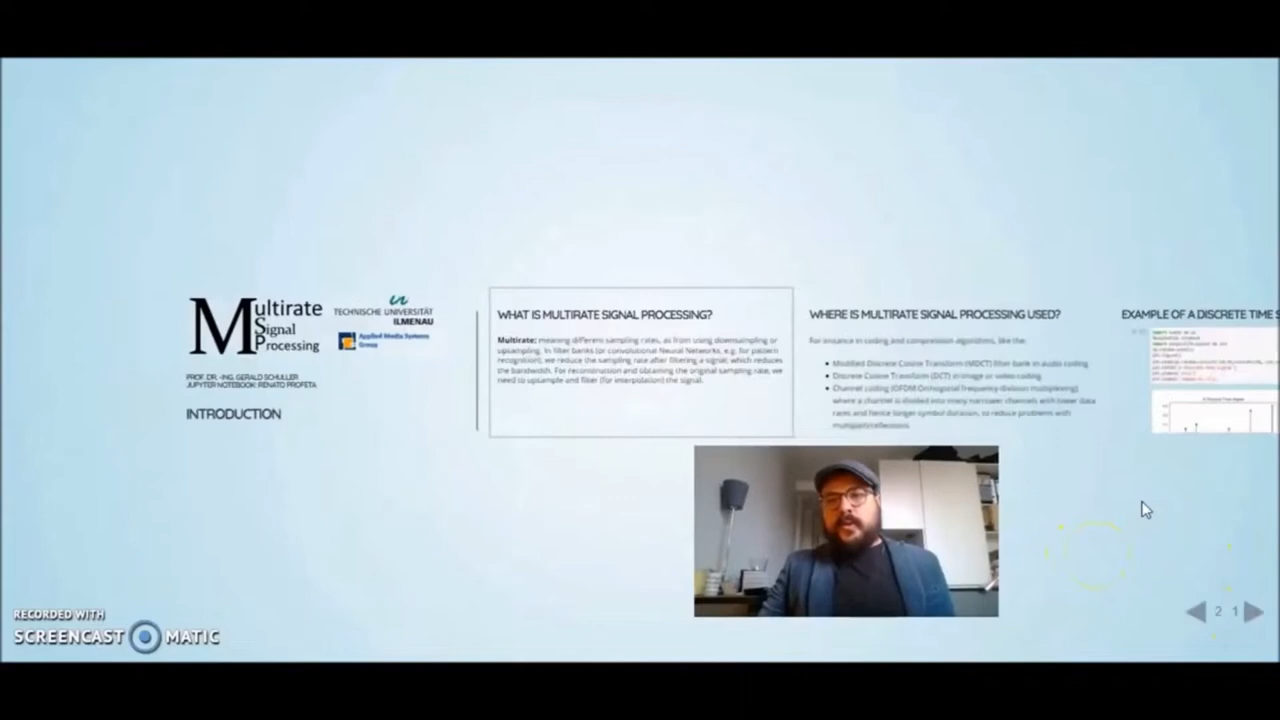 Multirate
Signal
Processing
TECHNISCHE UNIVERSITÄT
ILMENAU
Applied Media Systems
Group
PROF. DR. -ING. GERALD SCHULLER
JUPYTER NOTEBOOK: RENATO PROFETA
INTRODUCTION
WHAT IS MULTIRATE SIGNAL PROCESSING?
Multirate: meaning different sampling rates, as from using downsampling or
upsampling. In filter banks (or convolutional Neural Networks, e.g. for pattern
recognition), we reduce the sampling rate after filtering a signal, which reduces
the bandwidth. For reconstruction and obtaining the original sampling rate, we
need to upsample and filter (for interpolation) the signal.
WHERE IS MULTIRATE SIGNAL PROCESSING USED?
For instance in coding and compression algorithms, like the:
Modified Discrete Cosine Transform (MDCT) filter bank in audio coding
Discrete Cosine Transform (DCT) in image or video coding
Channel coding (OFDM:Orthogonal frequency-division multiplexing)
where a channel is divided into many narrower channels with lower data
rates and hence longer symbol duration, to reduce problems with
multipath/reflexions
EXAMPLE OF A DISCRETE TIME S
RECORDED WITH
SCREENCAST MATIC
2 1